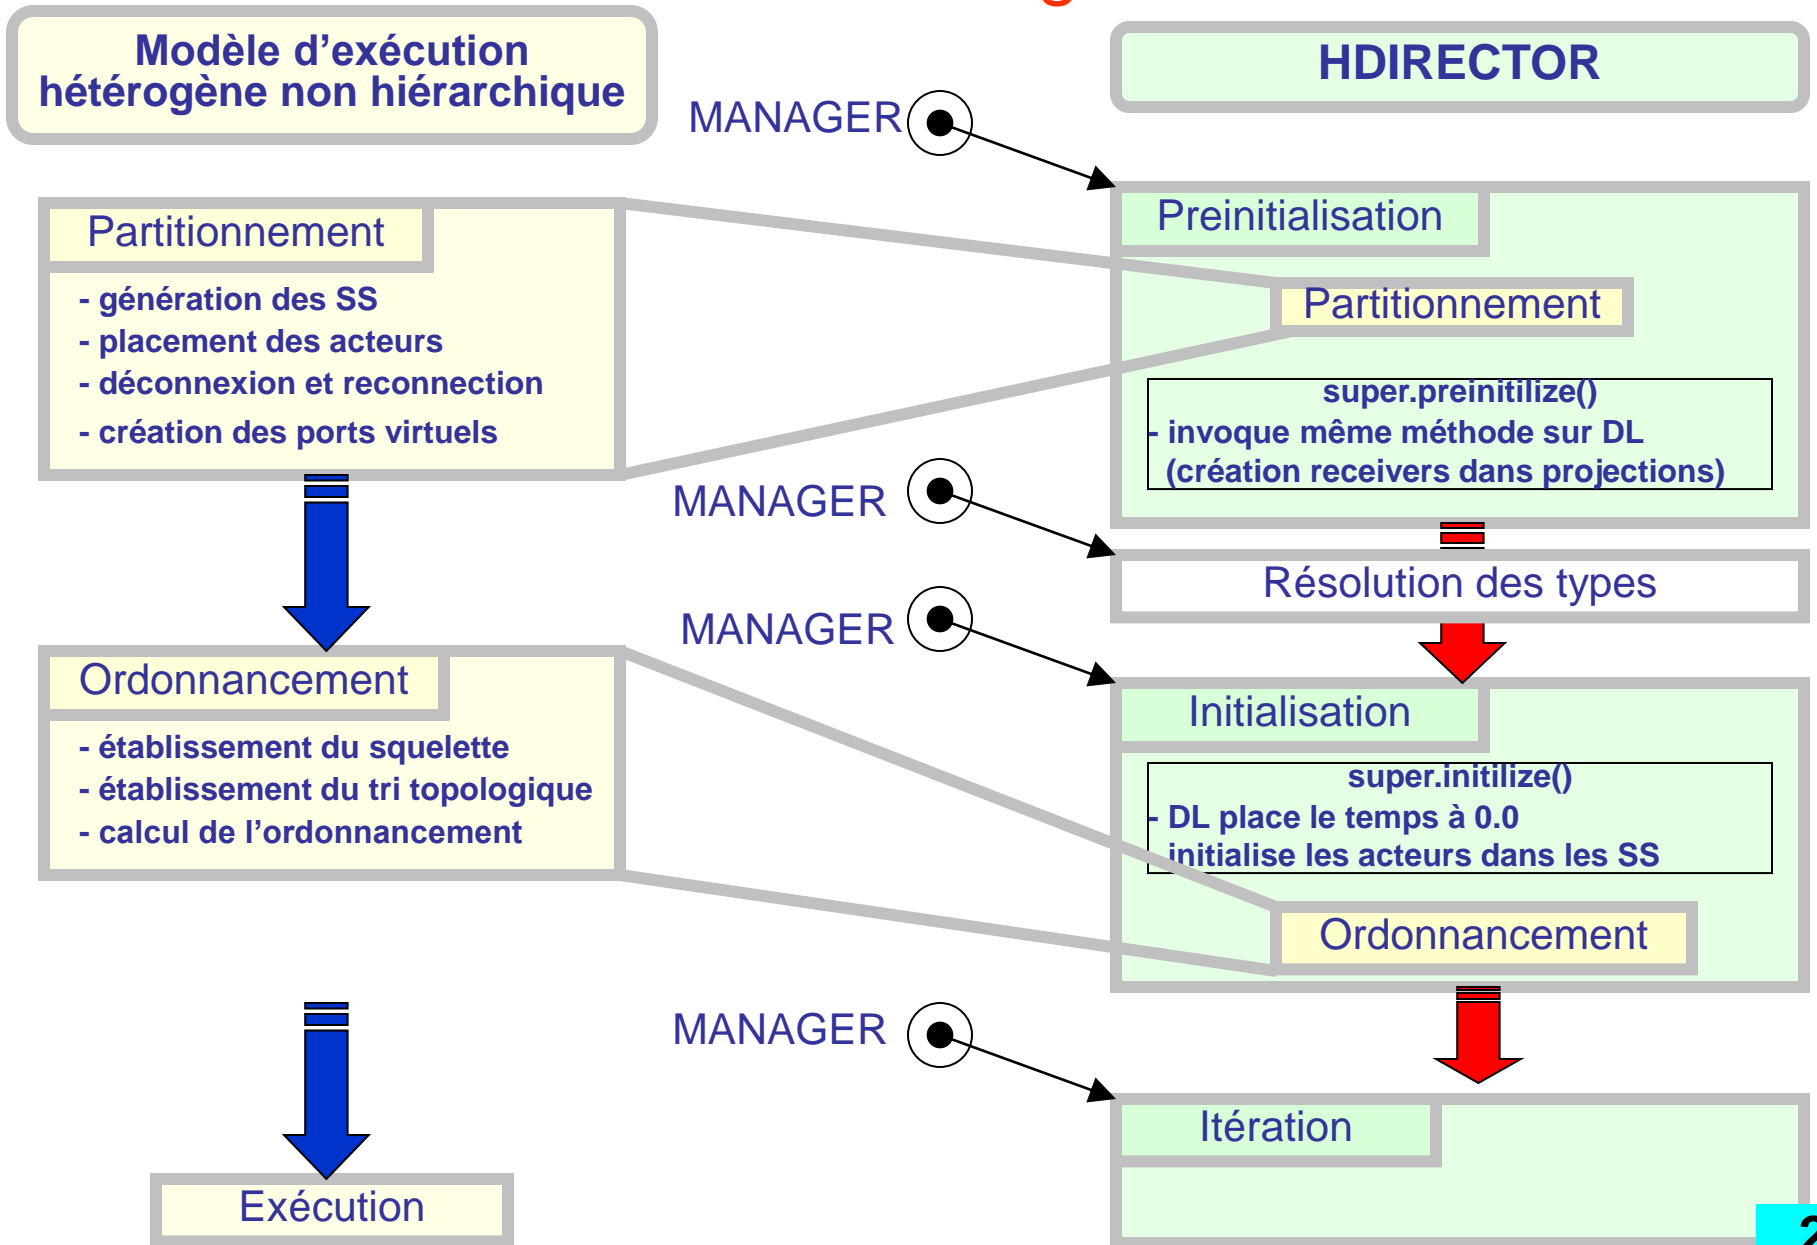 Modèle d’exécution
hétérogène non hiérarchique
HDIRECTOR
MANAGER
Partitionnement
- génération des SS
- placement des acteurs
- déconnexion et reconnection
- création des ports virtuels
Preinitialisation
Partitionnement
super.preinitilize()
- invoque même méthode sur DL
(création receivers dans projections)
MANAGER
Résolution des types
MANAGER
Ordonnancement
- établissement du squelette
- établissement du tri topologique
- calcul de l’ordonnancement
Initialisation
super.initilize()
- DL place le temps à 0.0
initialise les acteurs dans les SS
Ordonnancement
MANAGER
Itération
Exécution